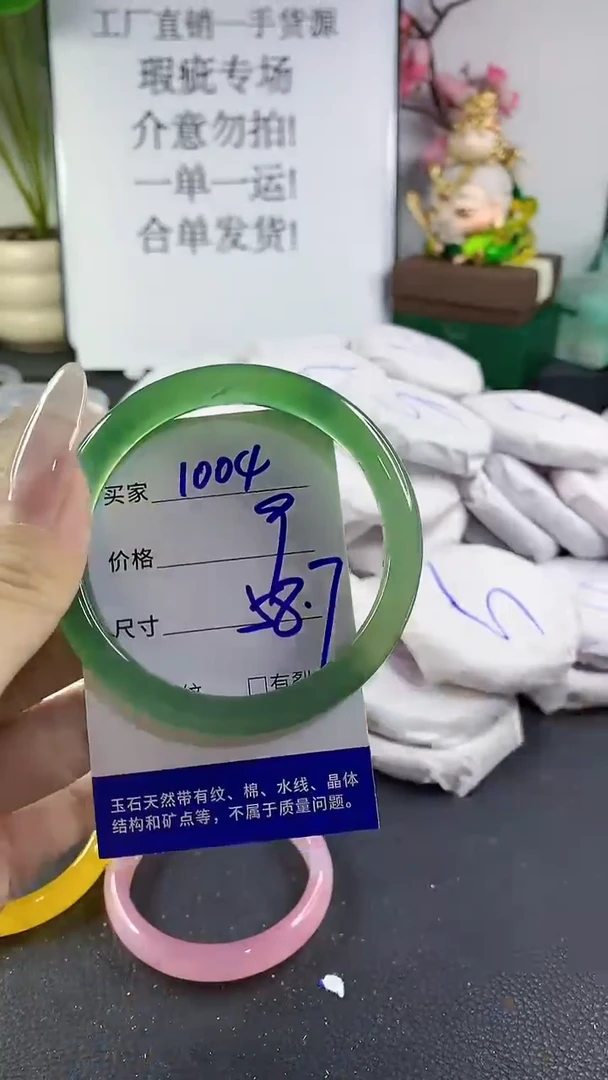 工厂直销一手货源
瑕疵专场
介意勿拍!
一单一运!
合单发货!
买家 1004
价格 9
尺寸 58.7
纹 □有裂
玉石天然带有纹、棉、水线、晶体
结构和矿点等，不属于质量问题。
5